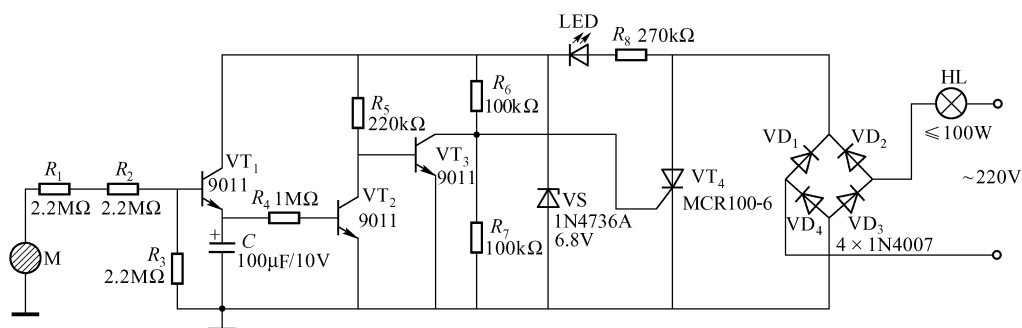 LED
R8 270kΩ
HL
≤100W
R6
100kΩ
R5
220kΩ
VD1
VD2
R1
2.2MΩ
R2
2.2MΩ
VT1
9011
VT3
9011
VT4
MCR100-6
~220V
R4 1MΩ
VT2
9011
VS
1N4736A
6.8V
VD4
VD3
4×1N4007
M
R3
2.2MΩ
+
C
100μF/10V
R7
100kΩ